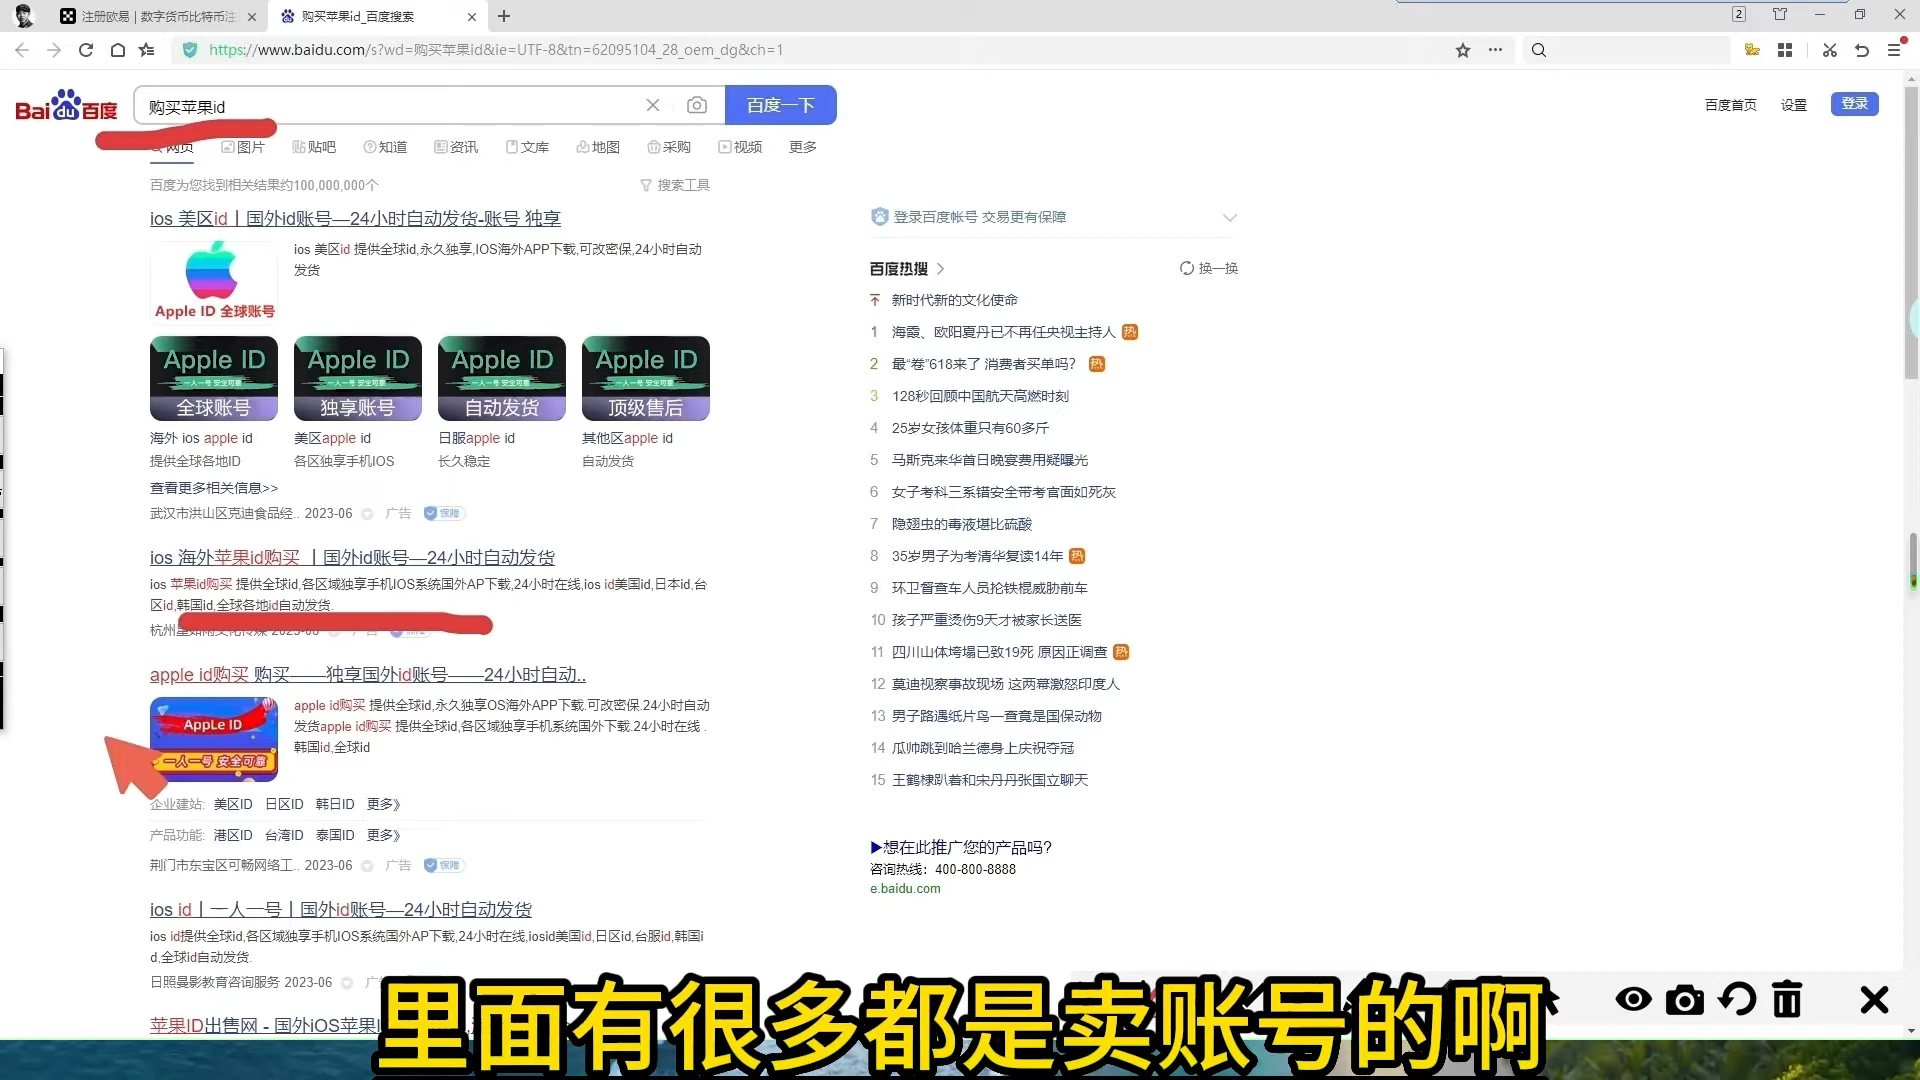 注册欧易 | 数字货币比特币注
购买苹果id_百度搜索
2
https://www.baidu.com/s?wd=购买苹果id&ie=UTF-8&tn=62095104_28_oem_dg&ch=1
Bai du 百度
购买苹果id
百度一下
百度首页
设置
登录
网页
图片
贴吧
知道
资讯
文库
地图
采购
视频
更多
百度为您找到相关结果约100,000,000个
搜索工具
ios 美区id丨国外id账号—24小时自动发货-账号 独享
Apple ID 全球账号
ios 美区id 提供全球id,永久独享,IOS海外APP下载,可改密保,24小时自动
发货
Apple ID
一人一号 安全可靠
全球账号
Apple ID
一人一号 安全可靠
独享账号
Apple ID
一人一号 安全可靠
自动发货
Apple ID
一人一号 安全可靠
顶级售后
海外 ios apple id
美区apple id
日服apple id
其他区apple id
提供全球各地ID
各区独享手机IOS
长久稳定
自动发货
查看更多相关信息>>
武汉市洪山区克迪食品经.. 2023-06 广告 保障
ios 海外苹果id购买 丨国外id账号—24小时自动发货
ios 苹果id购买 提供全球id,各区域独享手机IOS系统国外AP下载,24小时在线,ios id美国id,日本id,台
区id,韩国id,全球各地id自动发货.
apple id购买 购买——独享国外id账号——24小时自动..
AppLe ID
一人一号 安全可靠
apple id购买 提供全球id,永久独享OS海外APP下载.可改密保.24小时自动
发货apple id购买 提供全球id,各区域独享手机系统国外下载.24小时在线 .
韩国id,全球id
企业建站: 美区ID 日区ID 韩日ID 更多》
产品功能: 港区ID 台湾ID 泰国ID 更多》
荆门市东宝区可畅网络工.. 2023-06 广告 保障
ios id丨一人一号丨国外id账号—24小时自动发货
ios id提供全球id,各区域独享手机IOS系统国外AP下载,24小时在线,iosid美国id,日区id,台服id,韩国i
d,全球id自动发货.
日照曼影教育咨询服务 2023-06
苹果ID出售网 - 国外iOS苹果I
登录百度帐号 交易更有保障
百度热搜
换一换
新时代新的文化使命
1 海霞、欧阳夏丹已不再任央视主持人 热
2 最“卷”618来了 消费者买单吗? 热
3 128秒回顾中国航天高燃时刻
4 25岁女孩体重只有60多斤
5 马斯克来华首日晚宴费用疑曝光
6 女子考科三系错安全带考官面如死灰
7 隐翅虫的毒液堪比硫酸
8 35岁男子为考清华复读14年 热
9 环卫督查车人员抡铁棍威胁前车
10 孩子严重烫伤9天才被家长送医
11 四川山体垮塌已致19死 原因正调查 热
12 莫迪视察事故现场 这两幕激怒印度人
13 男子路遇纸片鸟一查竟是国保动物
14 瓜帅跳到哈兰德身上庆祝夺冠
15 王鹤棣趴着和宋丹丹张国立聊天
▶想在此推广您的产品吗?
咨询热线：400-800-8888
e.baidu.com
里面有很多都是卖账号的啊